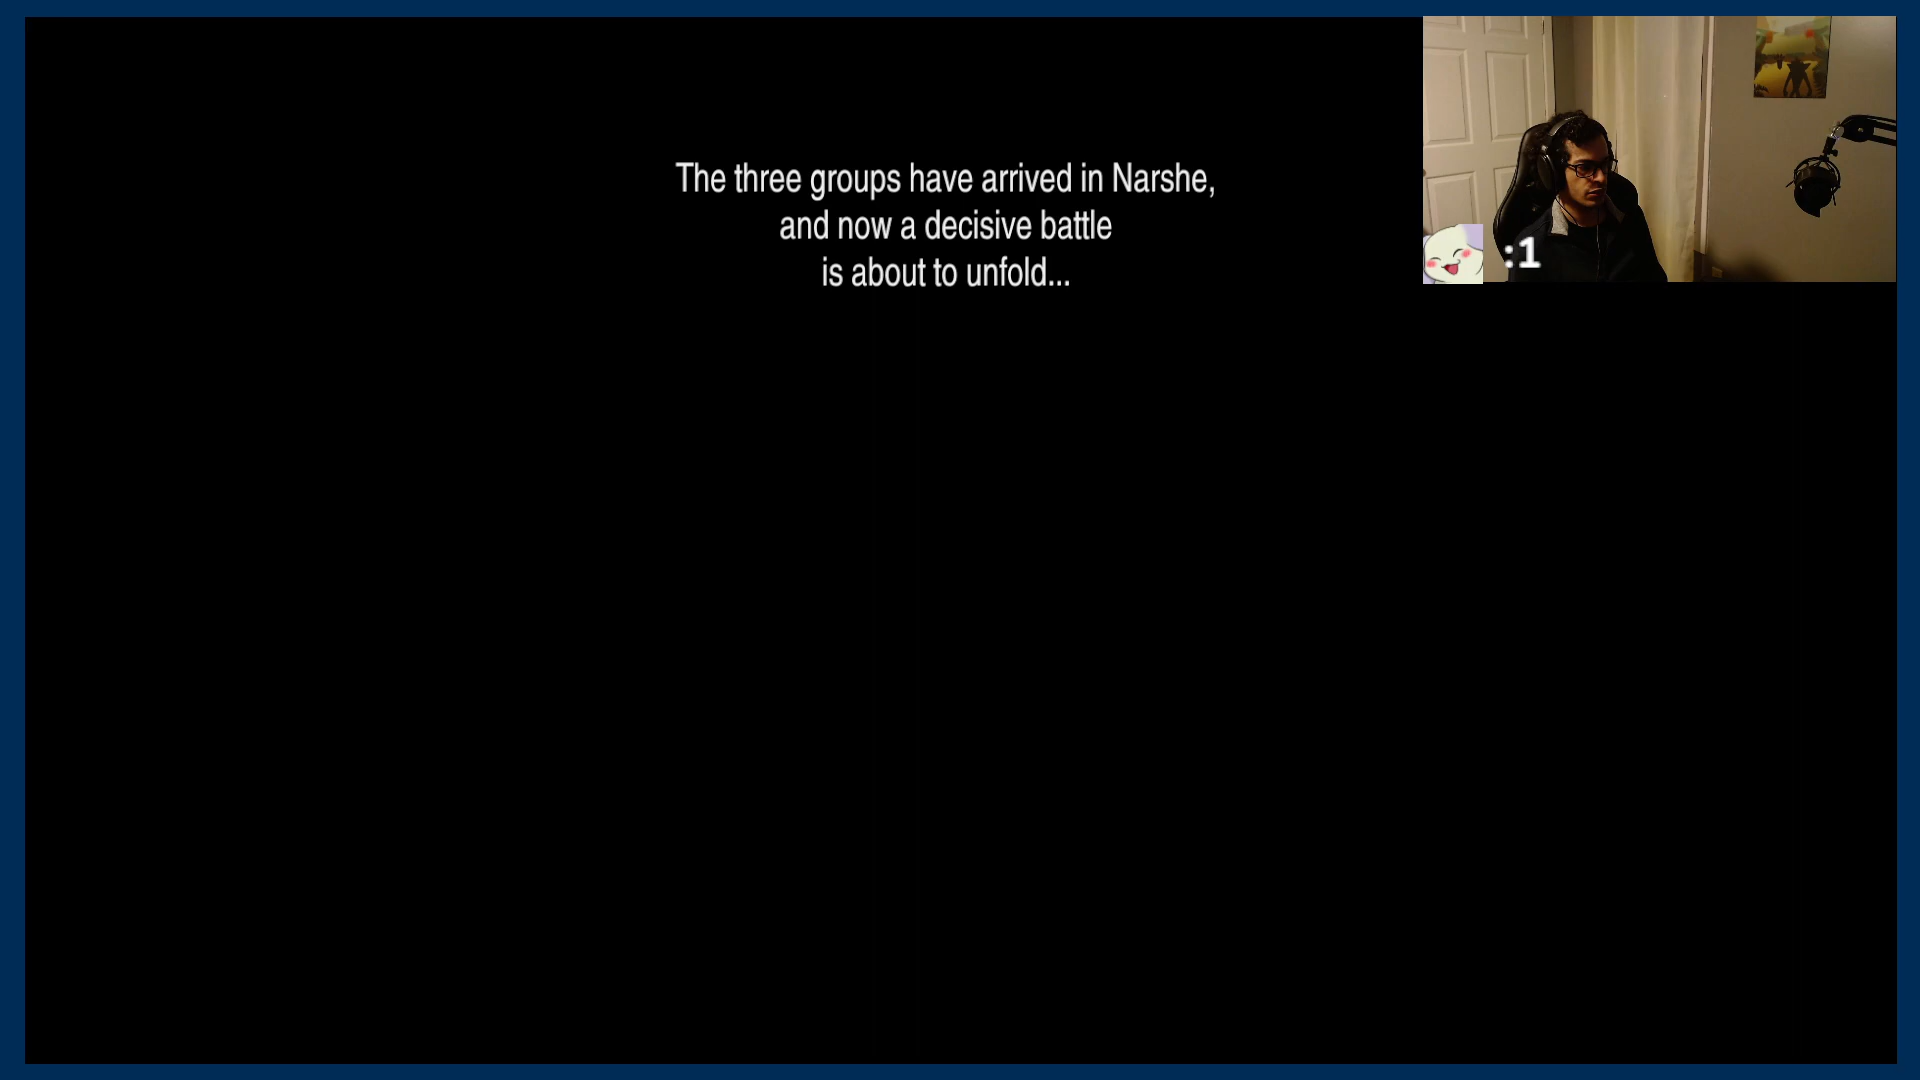 The three groups have arrived in Narshe,
and now a decisive battle
is about to unfold...
:1